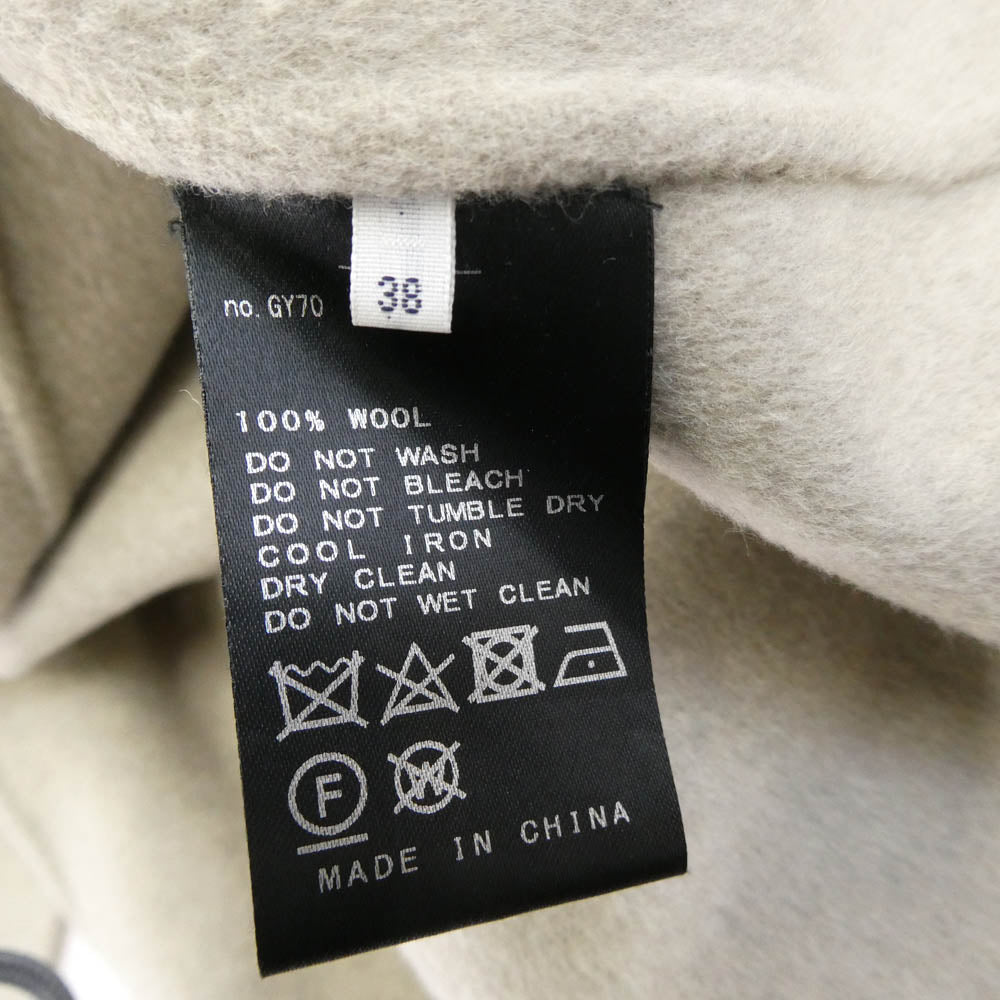 38
no. GY70
100% WOOL
DO NOT WASH
DO NOT BLEACH
DO NOT TUMBLE DRY
COOL IRON
DRY CLEAN
DO NOT WET CLEAN
F W
MADE IN CHINA